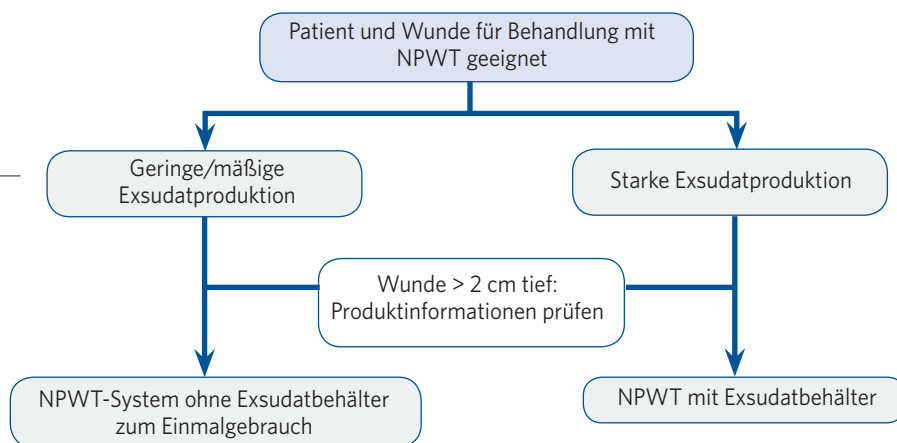 Patient und Wunde für Behandlung mit
NPWT geeignet
Geringe/mäßige
Exsudatproduktion
Starke Exsudatproduktion
Wunde > 2 cm tief:
Produktinformationen prüfen
NPWT-System ohne Exsudatbehälter
zum Einmalgebrauch
NPWT mit Exsudatbehälter